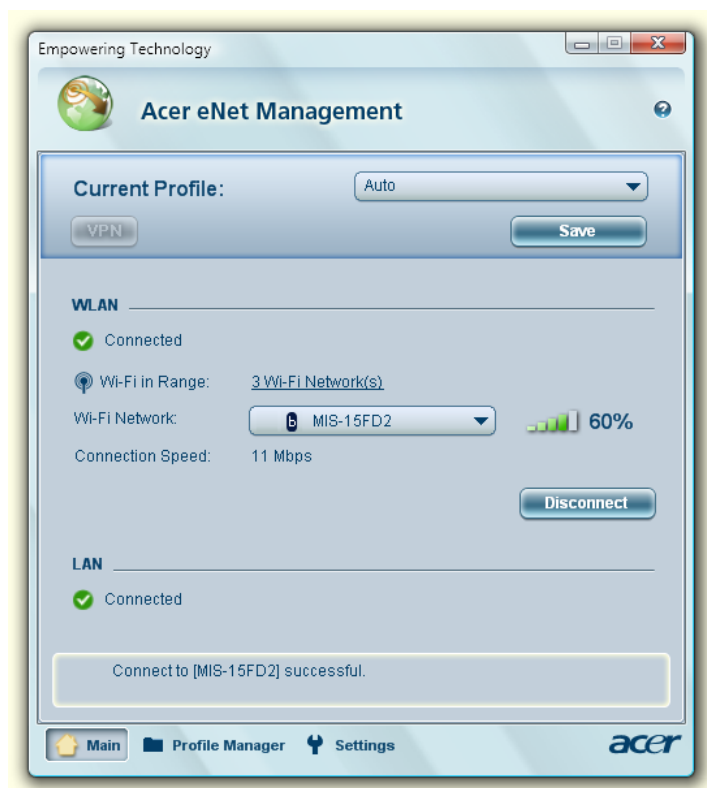 Empowering Technology
Acer eNet Management
Current Profile:
Auto
VPN
Save
WLAN
Connected
Wi-Fi in Range: 3 Wi-Fi Network(s)
Wi-Fi Network: b MIS-15FD2 60%
Connection Speed: 11 Mbps
Disconnect
LAN
Connected
Connect to [MIS-15FD2] successful.
Main Profile Manager Settings acer